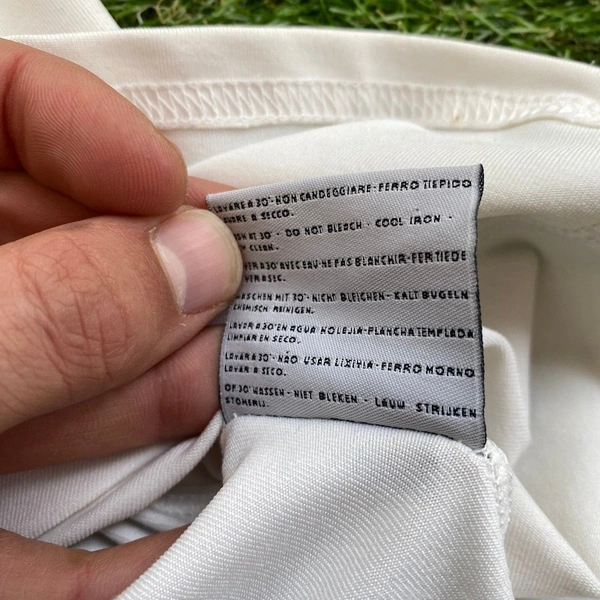 LAVARE A 30°-NON CANDEGGIARE-FERRO TIEPIDO
A SECCO.
AT 30° - DO NOT BLEACH - COOL IRON -
CLEAN.
A 30° AVEC EAU-NE PAS BLANCHIR-FER TIEDE
A SEC.
WASCHEN MIT 30°- NICHT BLEICHEN - KALT BUGELN
CHEMISCH REINIGEN.
LAVAR A 30°EN AGUA NO LEJIA-PLANCHA TEMPLADA
LIMPIAR EN SECO.
LAVAR A 30°- NÃO USAR LIXIVIA - FERRO MORNO
LAVAR A SECO.
OP 30° WASSEN - NIET BLEKEN - LAUW STRIJKEN
STOMERIJ.